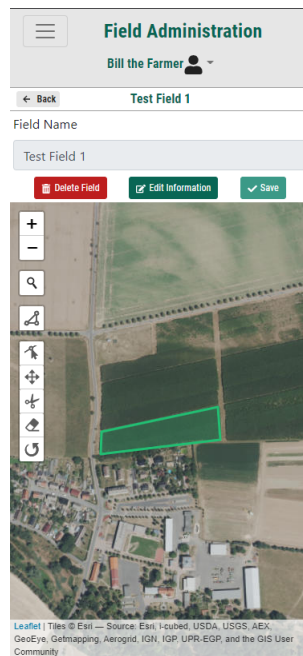 Field Administration
Bill the Farmer
← Back
Test Field 1
Field Name
Test Field 1
Delete Field
Edit Information
Save
+
−
Leaflet | Tiles © Esri — Source: Esri, i-cubed, USDA, USGS, AEX,
GeoEye, Getmapping, Aerogrid, IGN, IGP, UPR-EGP, and the GIS User
Community